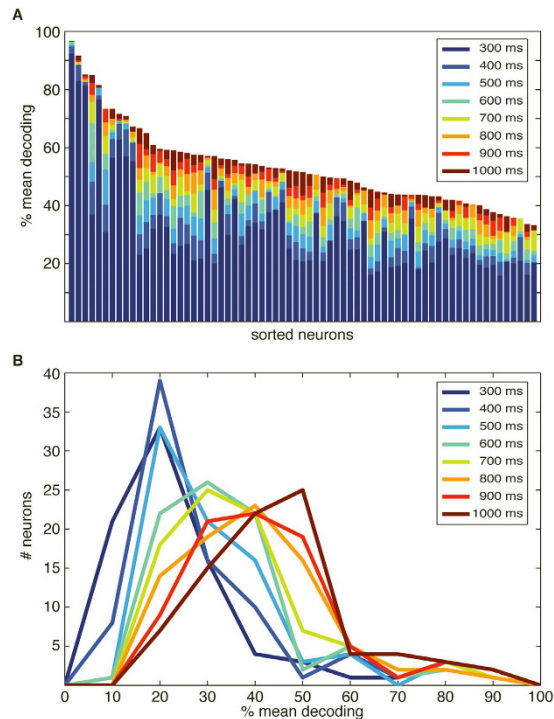 A
100
80
60
40
20
% mean decoding
300 ms
400 ms
500 ms
600 ms
700 ms
800 ms
900 ms
1000 ms
sorted neurons
B
40
35
30
25
20
15
10
5
# neurons
300 ms
400 ms
500 ms
600 ms
700 ms
800 ms
900 ms
1000 ms
0 10 20 30 40 50 60 70 80 90 100
% mean decoding